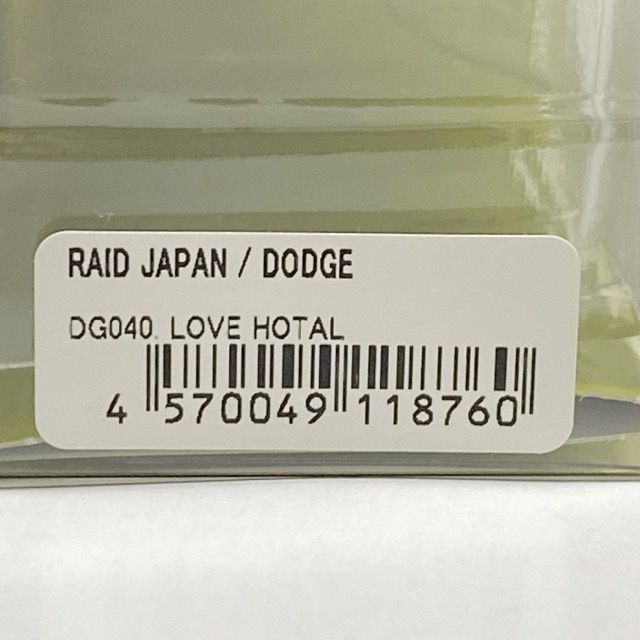 RAID JAPAN / DODGE
DG040. LOVE HOTAL
4 570049 118760